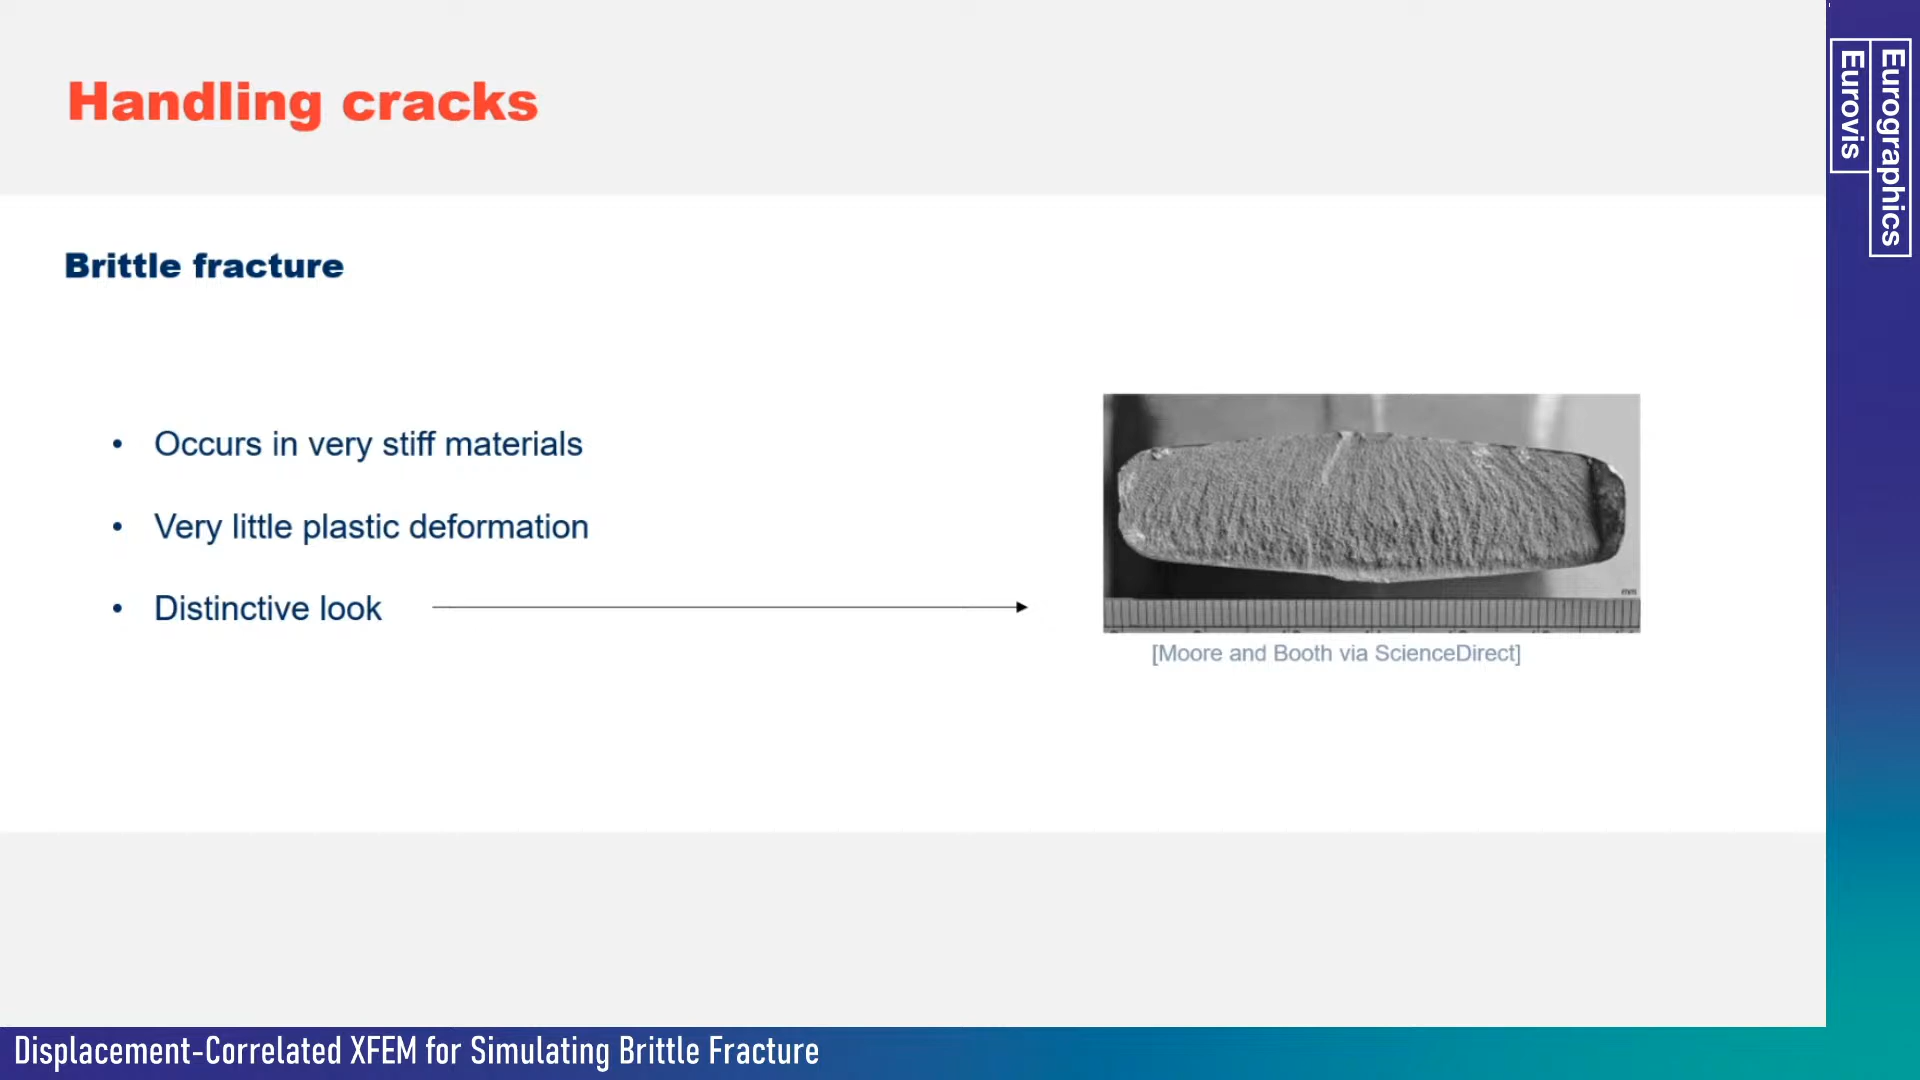 Handling cracks
Brittle fracture
• Occurs in very stiff materials
• Very little plastic deformation
• Distinctive look
mm
[Moore and Booth via ScienceDirect]
Eurographics
Eurovis
Displacement-Correlated XFEM for Simulating Brittle Fracture